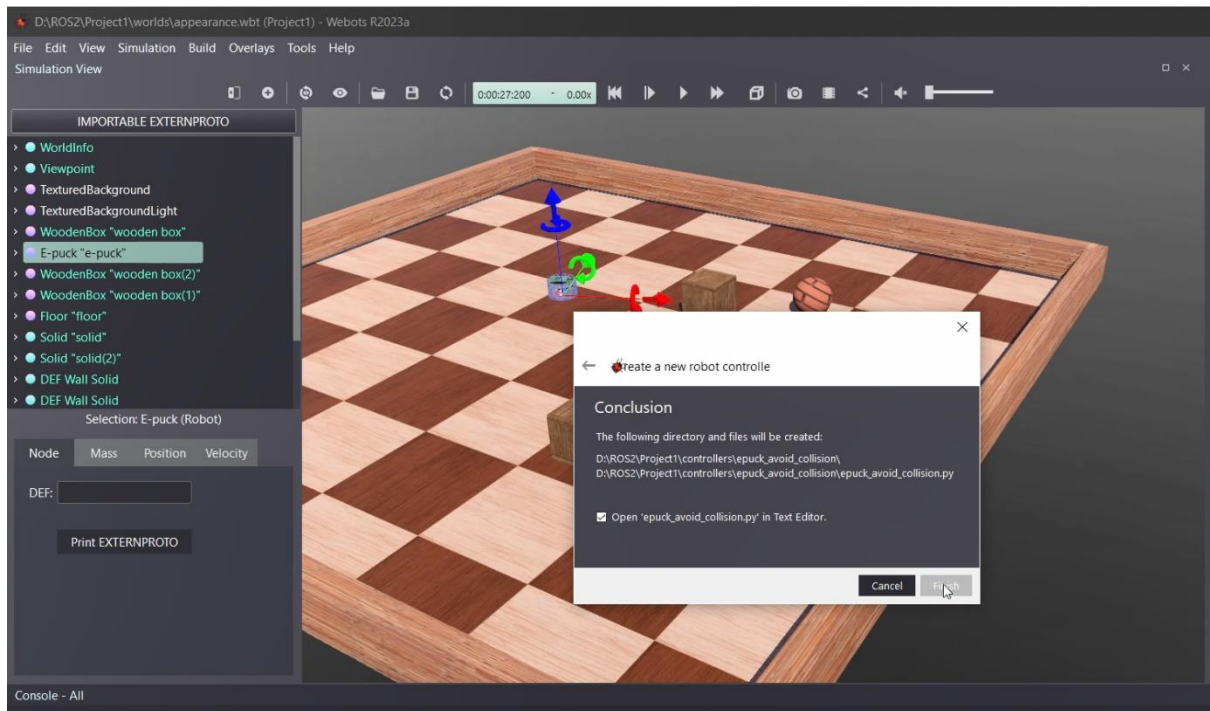 D:\ROS2\Project1\worlds\appearance.wbt (Project1) - Webots R2023a
File Edit View Simulation Build Overlays Tools Help
Simulation View
0:00:27:200 - 0.00x
IMPORTABLE EXTERNPROTO
WorldInfo
Viewpoint
TexturedBackground
TexturedBackgroundLight
WoodenBox "wooden box"
E-puck "e-puck"
WoodenBox "wooden box(2)"
WoodenBox "wooden box(1)"
Floor "floor"
Solid "solid"
Solid "solid(2)"
DEF Wall Solid
DEF Wall Solid
Selection: E-puck (Robot)
Node Mass Position Velocity
DEF:
Print EXTERNPROTO
Console - All
reate a new robot controlle
Conclusion
The following directory and files will be created:
D:\ROS2\Project1\controllers\epuck_avoid_collision\
D:\ROS2\Project1\controllers\epuck_avoid_collision\epuck_avoid_collision.py
Open 'epuck_avoid_collision.py' in Text Editor.
Cancel Finish